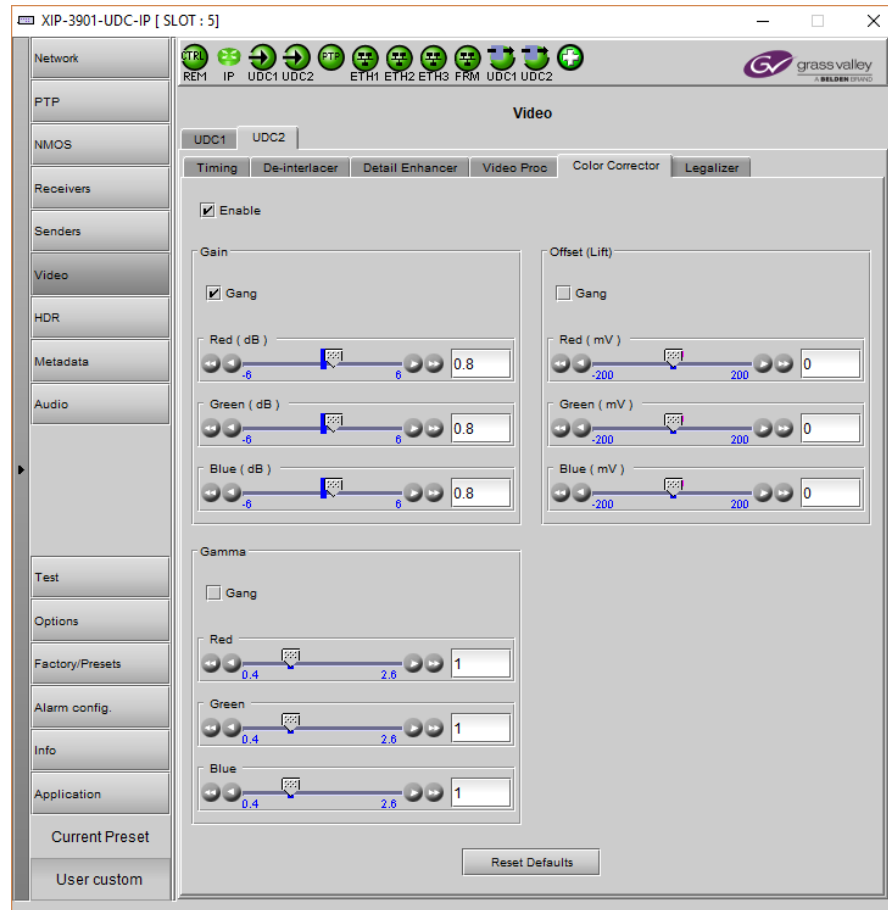 XIP-3901-UDC-IP [ SLOT : 5]
Network
PTP
NMOS
Receivers
Senders
Video
HDR
Metadata
Audio
Test
Options
Factory/Presets
Alarm config.
Info
Application
Current Preset
User custom
CTRL PTP
REM IP UDC1 UDC2 ETH1 ETH2 ETH3 FRM UDC1 UDC2
GV grass valley
A BELDEN BRAND
Video
UDC1 UDC2
Timing De-interlacer Detail Enhancer Video Proc Color Corrector Legalizer
Enable
Gain
Gang
Red ( dB )
-6 6 0.8
Green ( dB )
-6 6 0.8
Blue ( dB )
-6 6 0.8
Offset (Lift)
Gang
Red ( mV )
-200 200 0
Green ( mV )
-200 200 0
Blue ( mV )
-200 200 0
Gamma
Gang
Red
0.4 2.6 1
Green
0.4 2.6 1
Blue
0.4 2.6 1
Reset Defaults